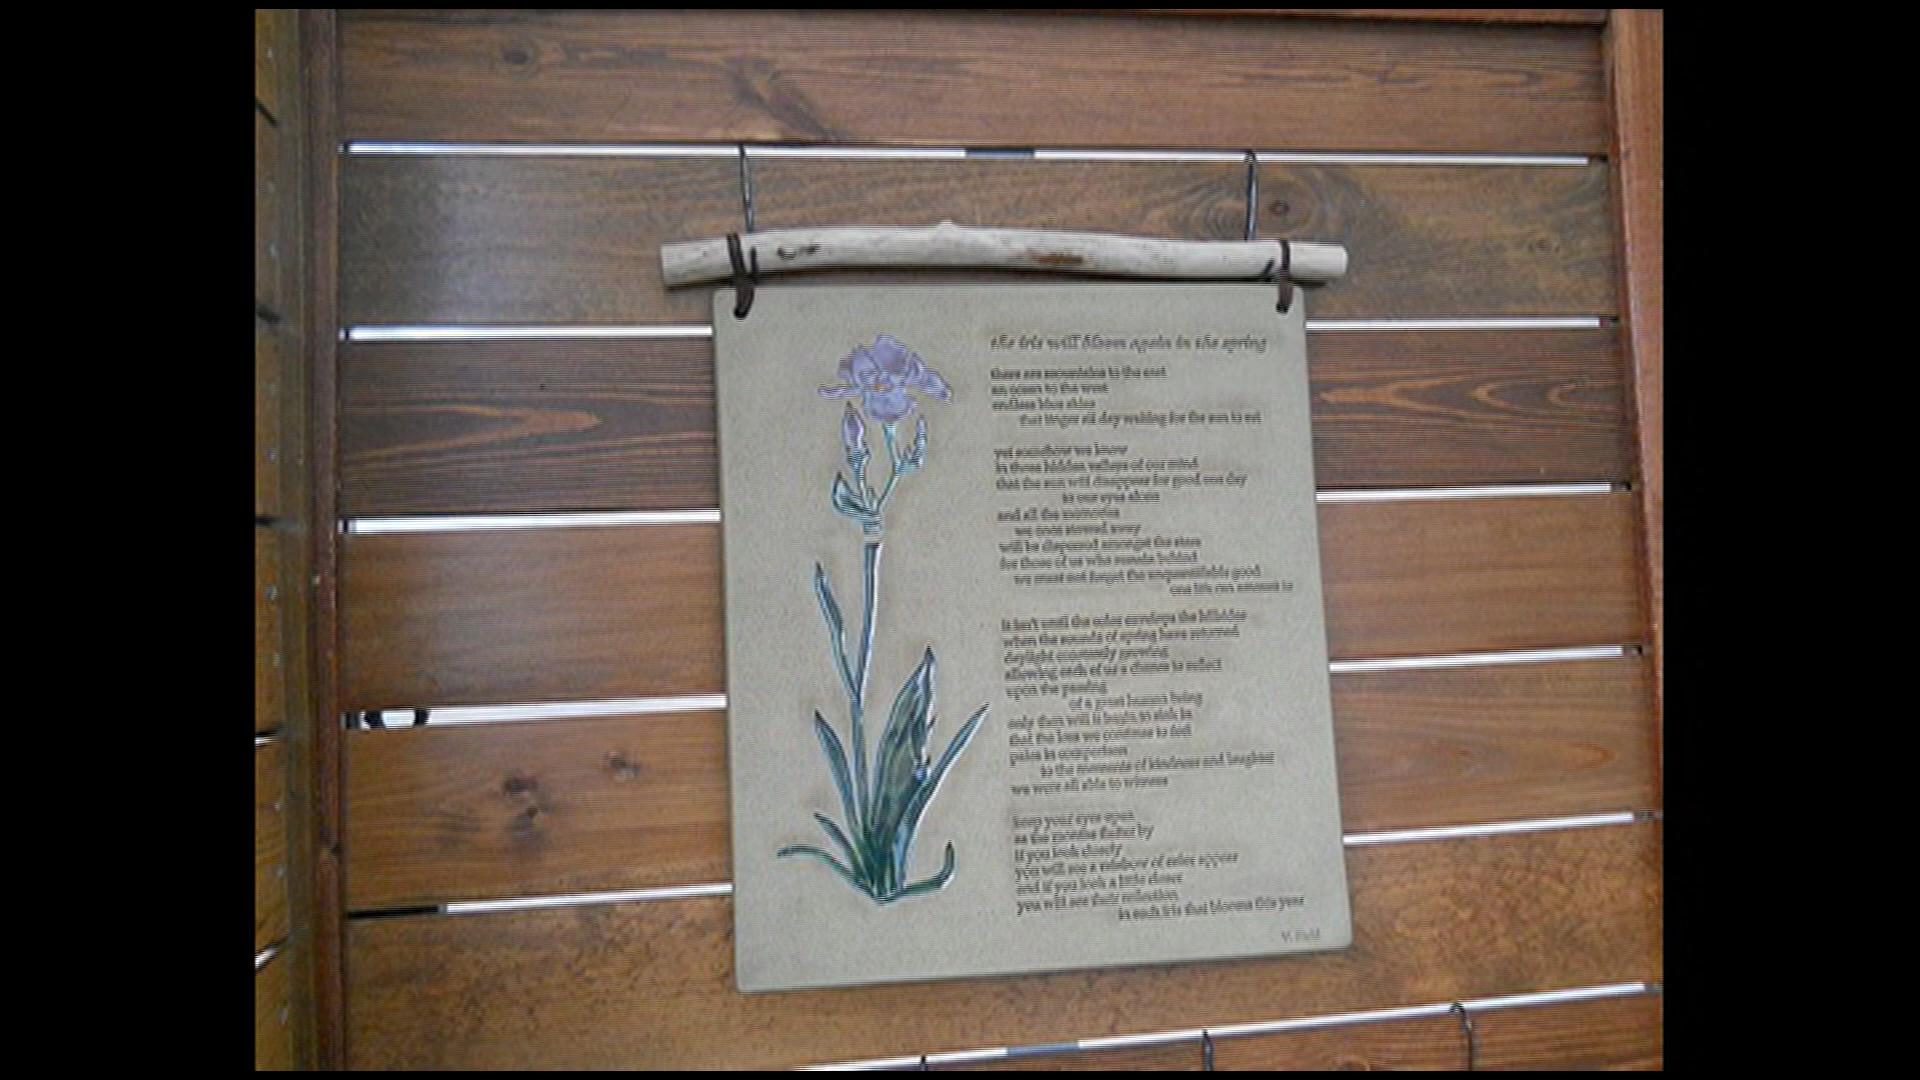 the iris will bloom again in the spring
there are mountains to the east
an ocean to the west
endless blue skies
that linger all day waiting for the sun to set
yet somehow we know
in those hidden valleys of our mind
that the sun will disappear for good one day
to our eyes alone
and all the memories
we once stowed away
will be dispersed amongst the stars
for those of us who remain behind
we must not forget the unquantifiable good
one life can amount to
it isn't until the color envelops the hillsides
when the sounds of spring have returned
daylight constantly growing
allowing each of us a chance to reflect
upon the passing
of a great human being
only then will it begin to sink in
that the loss we continue to feel
pales in comparison
to the moments of kindness and laughter
we were all able to witness
keep your eyes open
as the months flutter by
if you look closely
you will see a rainbow of color appear
and if you look a little closer
you will see their reflection
in each iris that blooms this year
V. Field